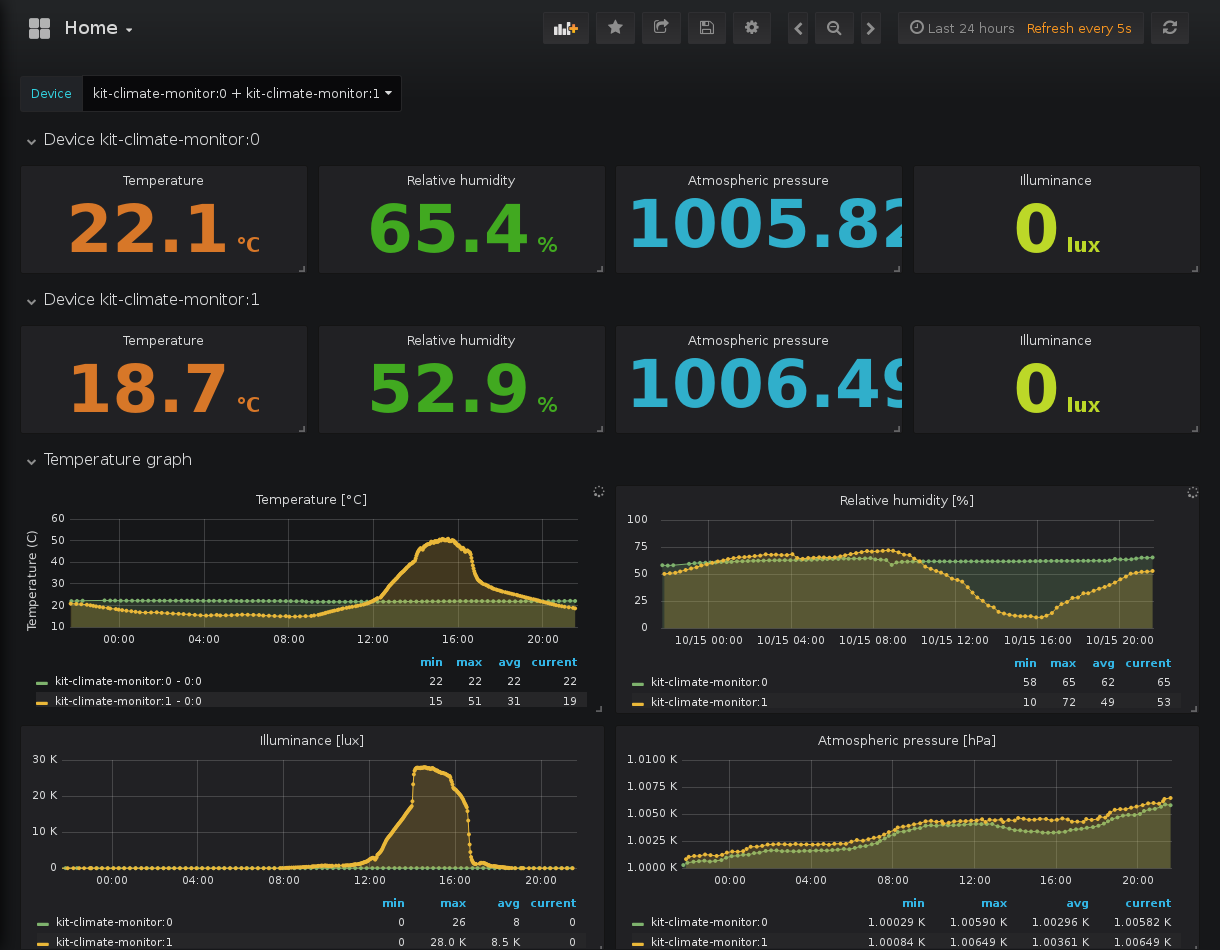 Home
Last 24 hours Refresh every 5s
Device kit-climate-monitor:0 + kit-climate-monitor:1
Device kit-climate-monitor:0
Temperature Relative humidity Atmospheric pressure Illuminance
22.1 °C 65.4 % 1005.82 0 lux
Device kit-climate-monitor:1
Temperature Relative humidity Atmospheric pressure Illuminance
18.7 °C 52.9 % 1006.49 0 lux
Temperature graph
Temperature [°C]
Temperature (C)
60
50
40
30
20
10
00:00 04:00 08:00 12:00 16:00 20:00
min max avg current
kit-climate-monitor:0 - 0:0 22 22 22 22
kit-climate-monitor:1 - 0:0 15 51 31 19
Relative humidity [%]
100
75
50
25
0
10/15 00:00 10/15 04:00 10/15 08:00 10/15 12:00 10/15 16:00 10/15 20:00
min max avg current
kit-climate-monitor:0 58 65 62 65
kit-climate-monitor:1 10 72 49 53
Illuminance [lux]
30 K
20 K
10 K
0
00:00 04:00 08:00 12:00 16:00 20:00
min max avg current
kit-climate-monitor:0 0 26 8 0
kit-climate-monitor:1 0 28.0 K 8.5 K 0
Atmospheric pressure [hPa]
1.0100 K
1.0075 K
1.0050 K
1.0025 K
1.0000 K
00:00 04:00 08:00 12:00 16:00 20:00
min max avg current
kit-climate-monitor:0 1.00029 K 1.00590 K 1.00296 K 1.00582 K
kit-climate-monitor:1 1.00084 K 1.00649 K 1.00361 K 1.00649 K